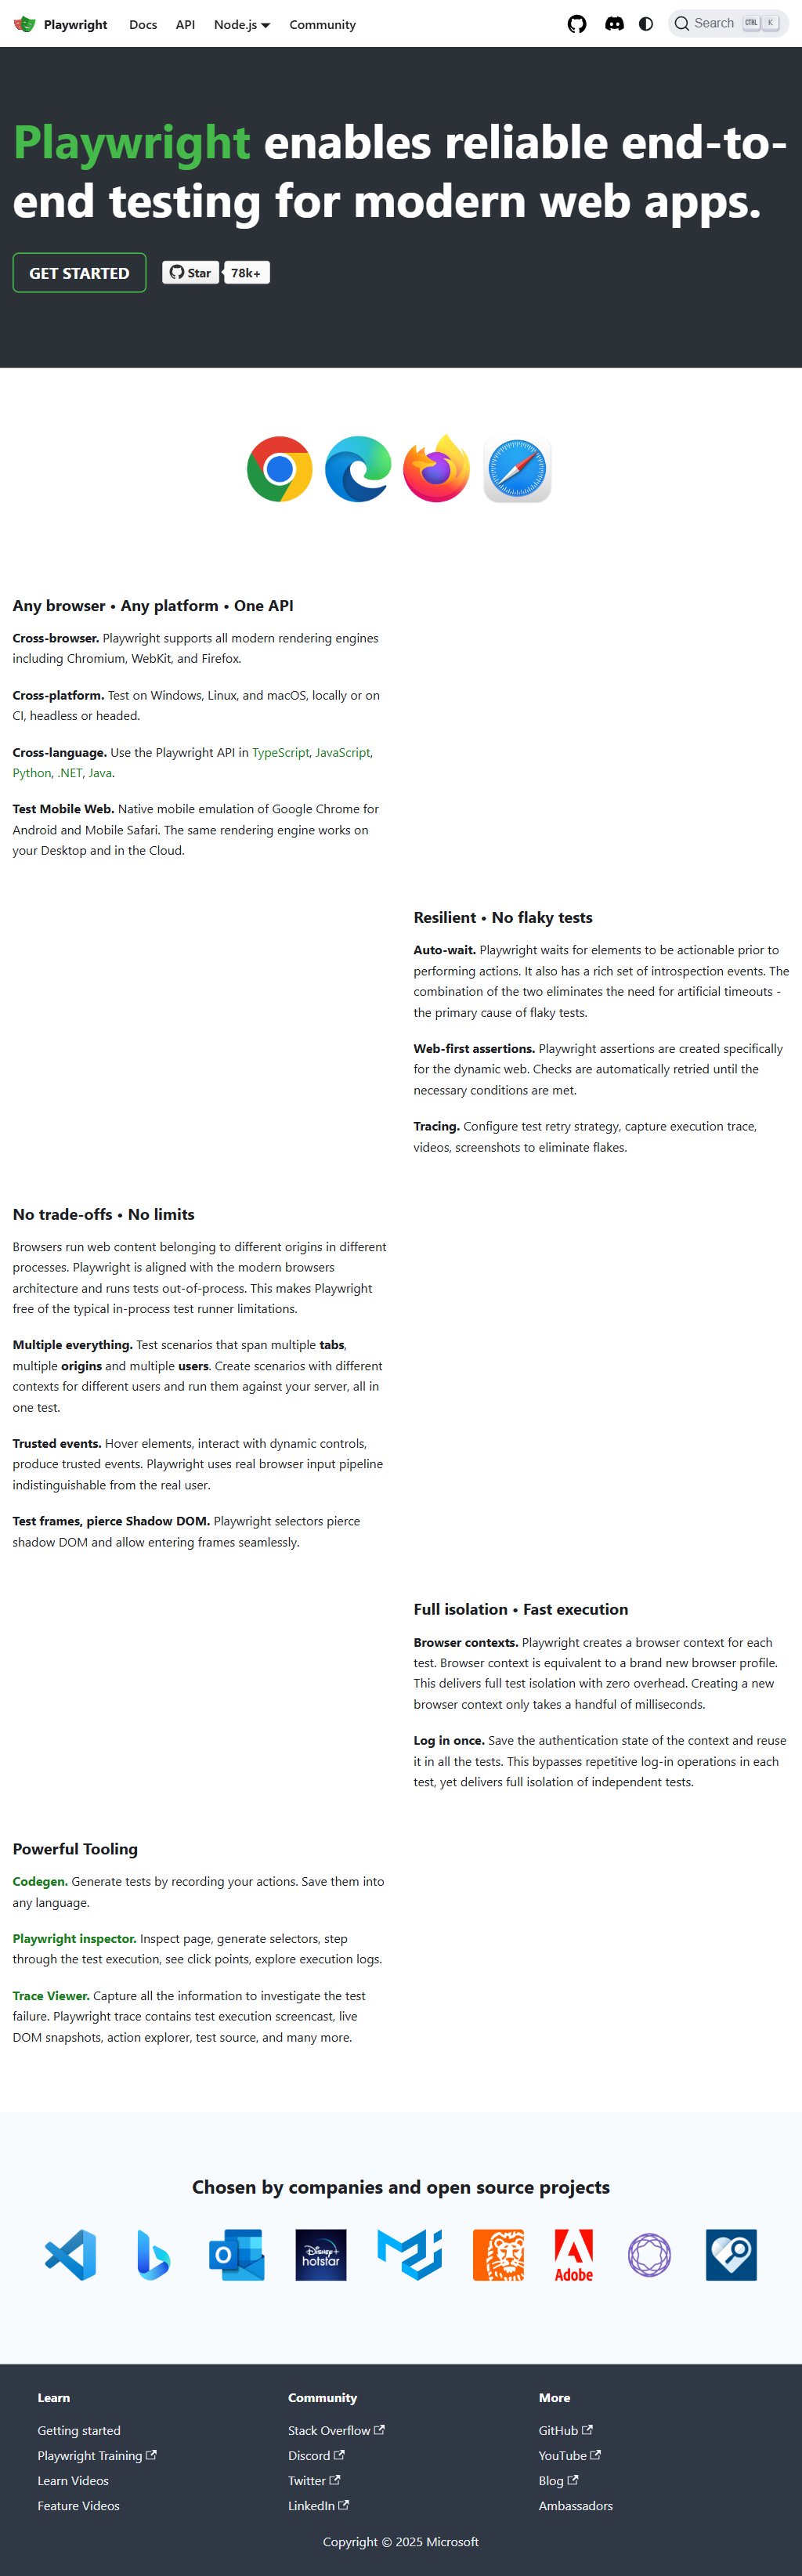 Playwright Docs API Node.js Community Search CTRL K
Playwright enables reliable end-to-
end testing for modern web apps.
GET STARTED Star 78k+
Any browser • Any platform • One API
Cross-browser. Playwright supports all modern rendering engines
including Chromium, WebKit, and Firefox.
Cross-platform. Test on Windows, Linux, and macOS, locally or on
CI, headless or headed.
Cross-language. Use the Playwright API in TypeScript, JavaScript,
Python, .NET, Java.
Test Mobile Web. Native mobile emulation of Google Chrome for
Android and Mobile Safari. The same rendering engine works on
your Desktop and in the Cloud.
Resilient • No flaky tests
Auto-wait. Playwright waits for elements to be actionable prior to
performing actions. It also has a rich set of introspection events. The
combination of the two eliminates the need for artificial timeouts -
the primary cause of flaky tests.
Web-first assertions. Playwright assertions are created specifically
for the dynamic web. Checks are automatically retried until the
necessary conditions are met.
Tracing. Configure test retry strategy, capture execution trace,
videos, screenshots to eliminate flakes.
No trade-offs • No limits
Browsers run web content belonging to different origins in different
processes. Playwright is aligned with the modern browsers
architecture and runs tests out-of-process. This makes Playwright
free of the typical in-process test runner limitations.
Multiple everything. Test scenarios that span multiple tabs,
multiple origins and multiple users. Create scenarios with different
contexts for different users and run them against your server, all in
one test.
Trusted events. Hover elements, interact with dynamic controls,
produce trusted events. Playwright uses real browser input pipeline
indistinguishable from the real user.
Test frames, pierce Shadow DOM. Playwright selectors pierce
shadow DOM and allow entering frames seamlessly.
Full isolation • Fast execution
Browser contexts. Playwright creates a browser context for each
test. Browser context is equivalent to a brand new browser profile.
This delivers full test isolation with zero overhead. Creating a new
browser context only takes a handful of milliseconds.
Log in once. Save the authentication state of the context and reuse
it in all the tests. This bypasses repetitive log-in operations in each
test, yet delivers full isolation of independent tests.
Powerful Tooling
Codegen. Generate tests by recording your actions. Save them into
any language.
Playwright inspector. Inspect page, generate selectors, step
through the test execution, see click points, explore execution logs.
Trace Viewer. Capture all the information to investigate the test
failure. Playwright trace contains test execution screencast, live
DOM snapshots, action explorer, test source, and many more.
Chosen by companies and open source projects
O
Disney+
hotstar
Adobe
Learn
Getting started
Playwright Training
Learn Videos
Feature Videos
Community
Stack Overflow
Discord
Twitter
LinkedIn
More
GitHub
YouTube
Blog
Ambassadors
Copyright © 2025 Microsoft